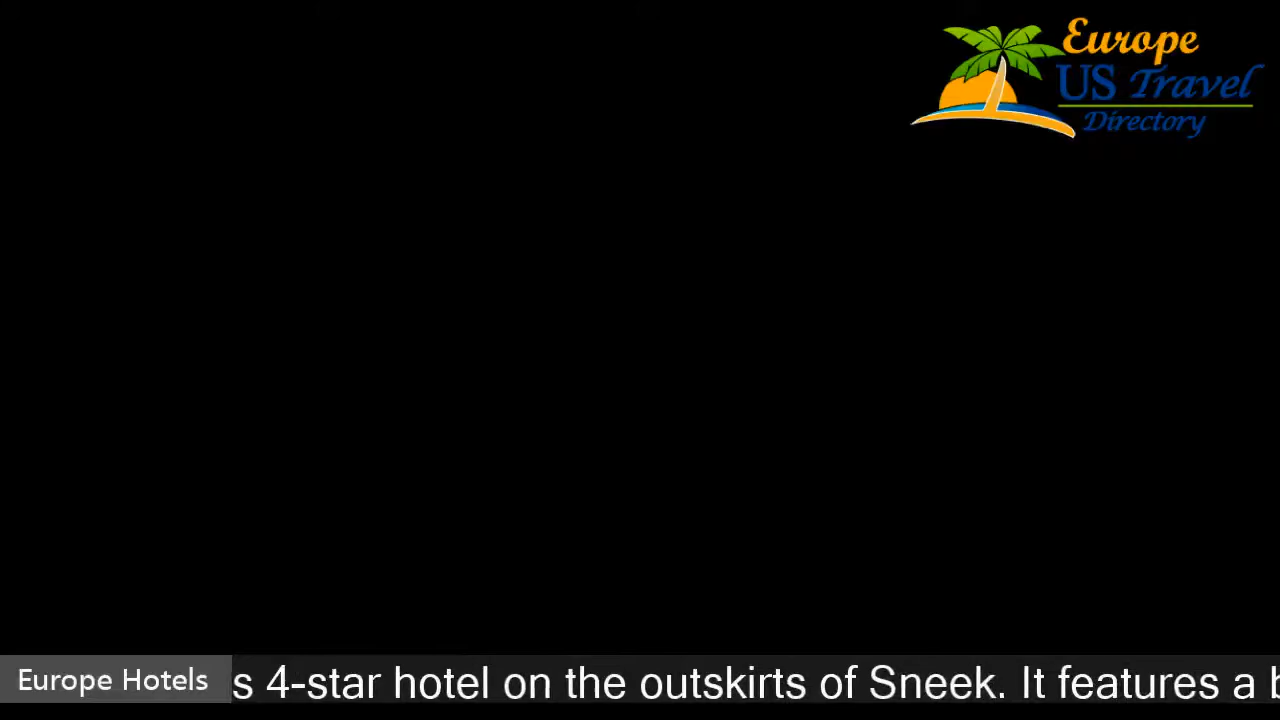 Europe
US Travel
Directory
Europe Hotels
s 4-star hotel on the outskirts of Sneek. It features a b